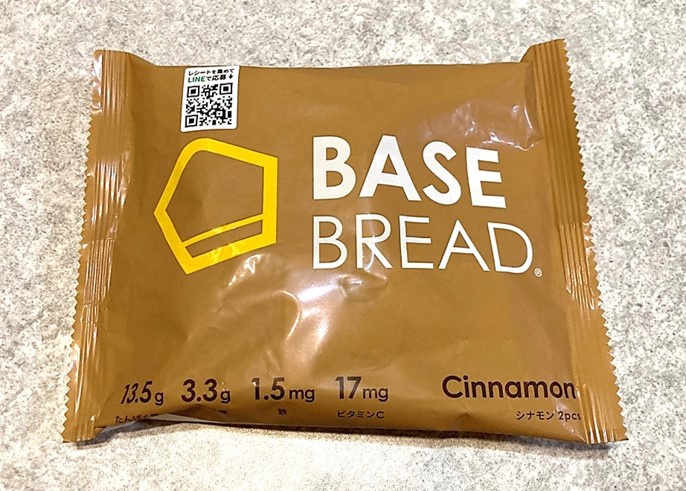 レシートを集めて
LINEで応募
BASE
BREAD®
13.5g 3.3g 1.5mg 17mg
鉄 ビタミンC
Cinnamon
シナモン 2pcs